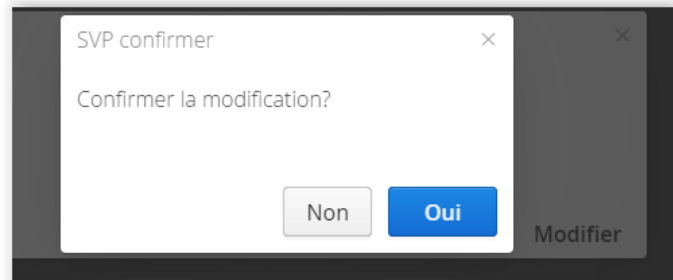 SVP confirmer
Confirmer la modification?
Non
Oui
Modifier